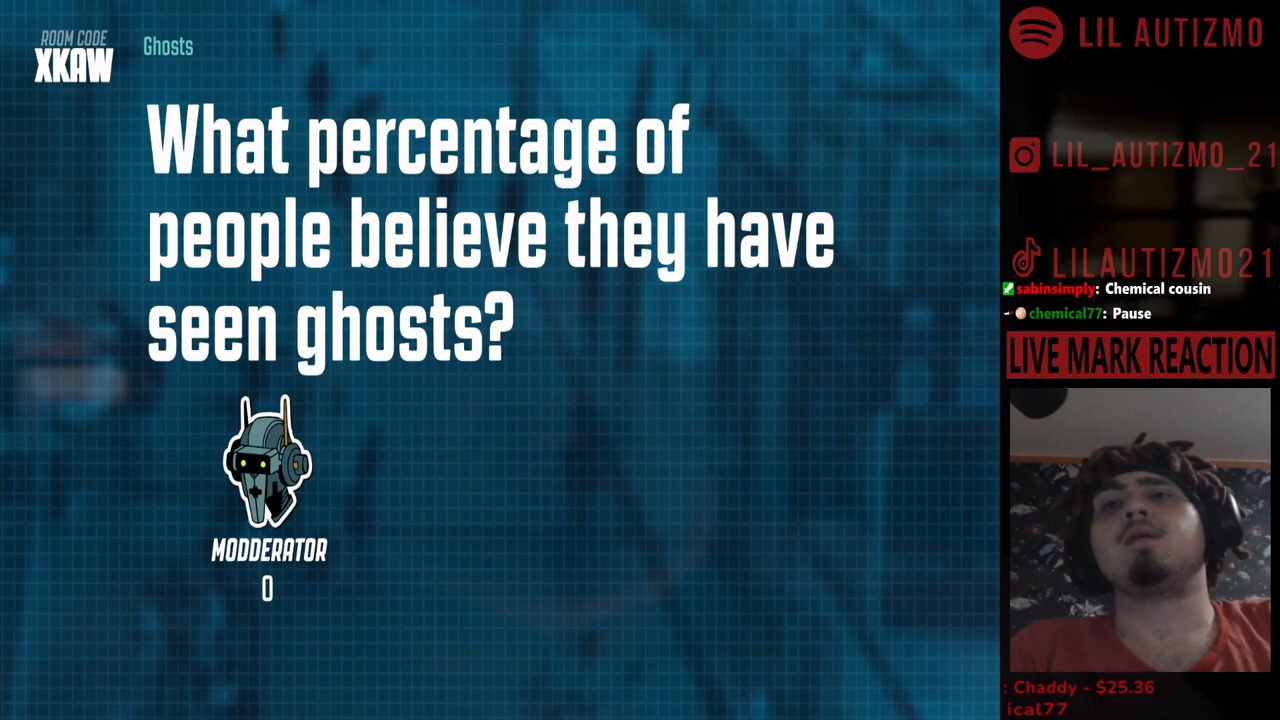 ROOM CODE
XKAW
Ghosts
What percentage of
people believe they have
seen ghosts?
MODDERATOR
0
LIL AUTIZMO
LIL_AUTIZMO_21
LILAUTIZMO21
sabinsimply: Chemical cousin
chemical77: Pause
LIVE MARK REACTION
: Chaddy - $25.36
ical77